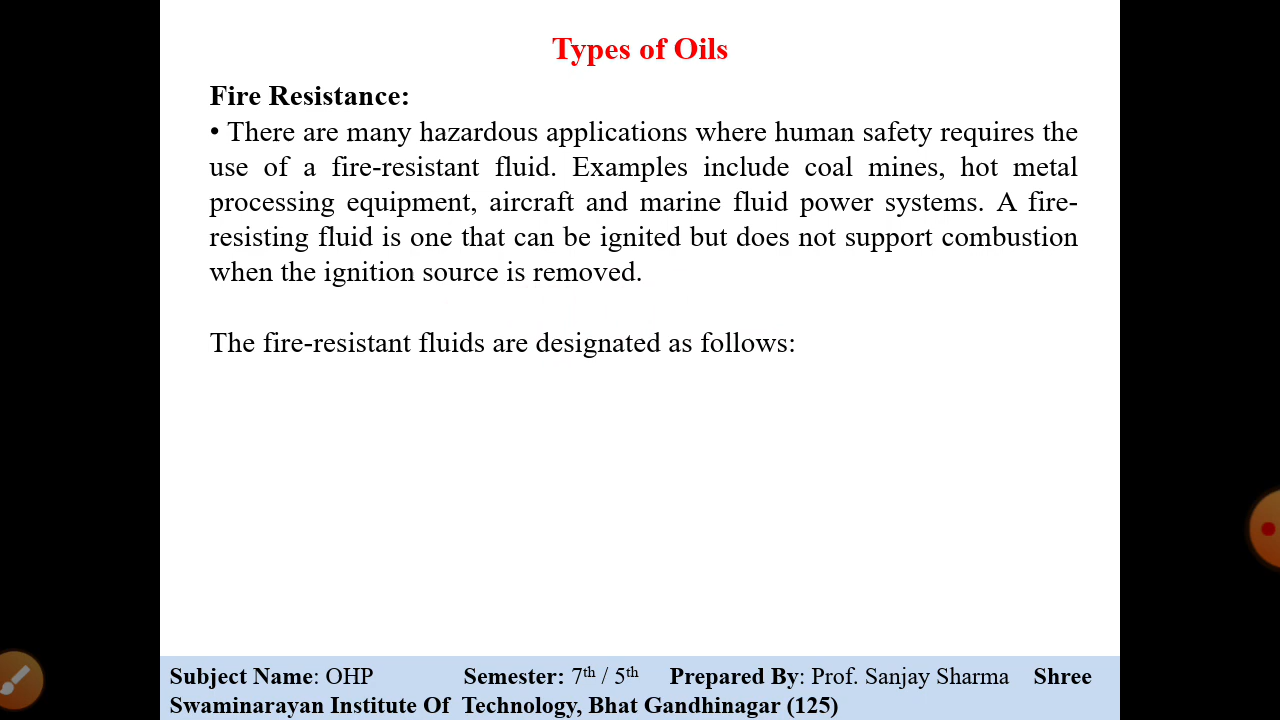 Types of Oils
Fire Resistance:
• There are many hazardous applications where human safety requires the
use of a fire-resistant fluid. Examples include coal mines, hot metal
processing equipment, aircraft and marine fluid power systems. A fire-
resisting fluid is one that can be ignited but does not support combustion
when the ignition source is removed.
The fire-resistant fluids are designated as follows:
Subject Name: OHP Semester: 7th / 5th Prepared By: Prof. Sanjay Sharma Shree
Swaminarayan Institute Of Technology, Bhat Gandhinagar (125)